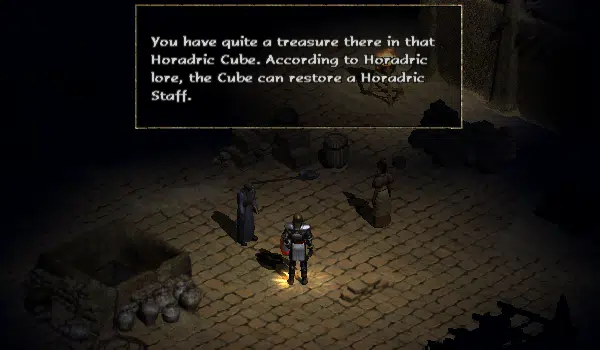 You have quite a treasure there in that
Horadric Cube. According to Horadric
lore, the Cube can restore a Horadric
Staff.